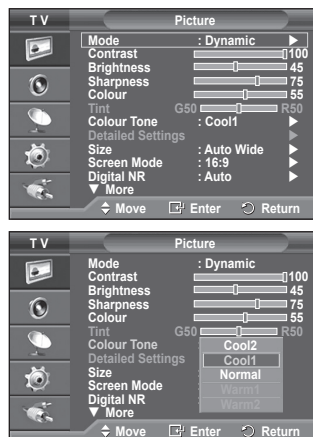 TV Picture
Mode : Dynamic
Contrast 100
Brightness 45
Sharpness 75
Colour 55
Tint G50 R50
Colour Tone : Cool1
Detailed Settings
Size : Auto Wide
Screen Mode : 16:9
Digital NR : Auto
▼ More
Move Enter Return
TV Picture
Mode : Dynamic
Contrast 100
Brightness 45
Sharpness 75
Colour 55
Tint G50 R50
Colour Tone Cool2
Detailed Settings Cool1
Size Normal
Screen Mode Warm1
Digital NR Warm2
▼ More
Move Enter Return